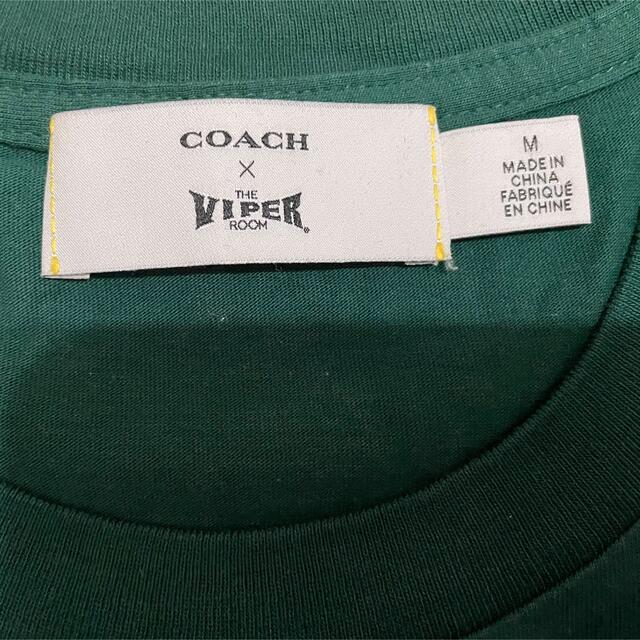 COACH
×
THE
VIPER®
ROOM
M
MADE IN
CHINA
FABRIQUÉ
EN CHINE